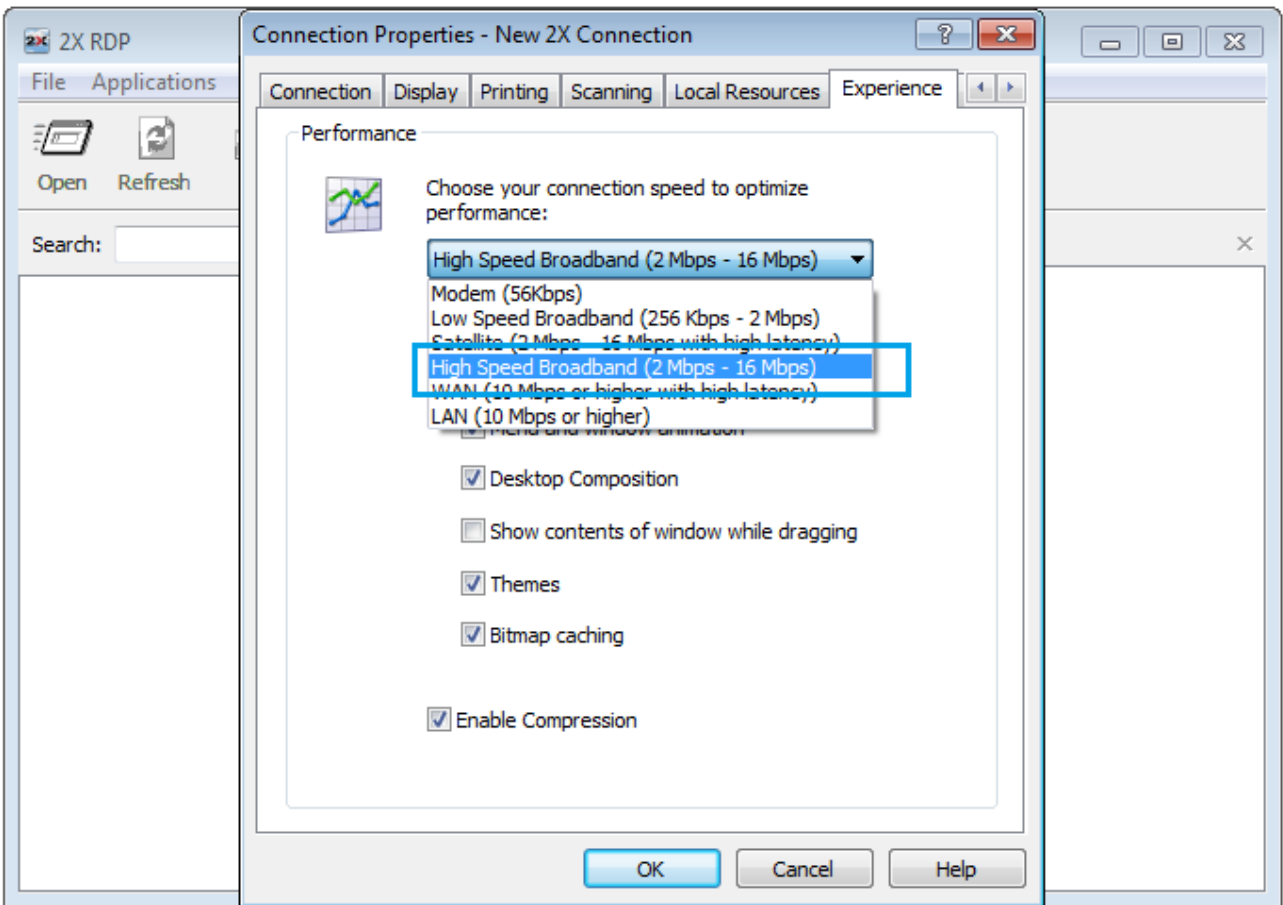 2X RDP
Connection Properties - New 2X Connection
File Applications
Connection Display Printing Scanning Local Resources Experience
Performance
Open Refresh
Choose your connection speed to optimize
performance:
Search:
High Speed Broadband (2 Mbps - 16 Mbps)
Modem (56Kbps)
Low Speed Broadband (256 Kbps - 2 Mbps)
Satellite (2 Mbps - 16 Mbps with high latency)
High Speed Broadband (2 Mbps - 16 Mbps)
WAN (10 Mbps or higher with high latency)
LAN (10 Mbps or higher)
Menu and window animation
Desktop Composition
Show contents of window while dragging
Themes
Bitmap caching
Enable Compression
OK Cancel Help